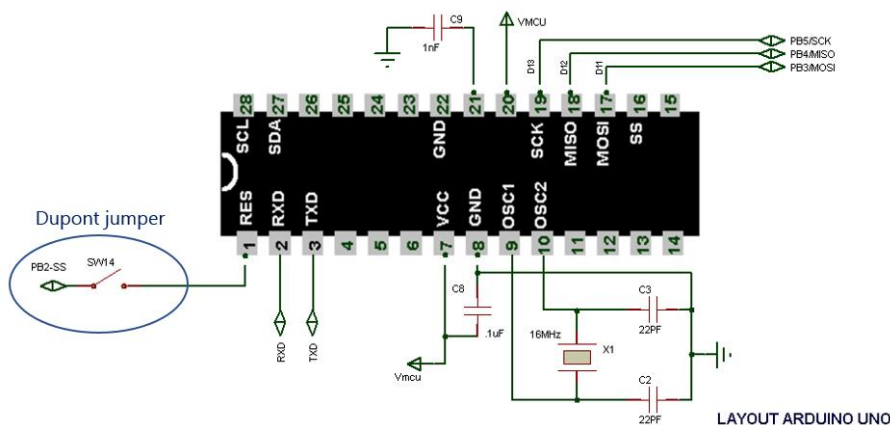 C9
1nF
VMCU
PB5/SCK
PB4/MISO
PB3/MOSI
D13
D12
D11
28 27 26 25 24 23 22 21 20 19 18 17 16 15
SCL SDA GND SCK MISO MOSI SS
RES RXD TXD VCC GND OSC1 OSC2
1 2 3 4 5 6 7 8 9 10 11 12 13 14
Dupont jumper
PB2-SS
SW14
RXD
TXD
C8
.1uF
Vmcu
16MHz
X1
C3
22PF
C2
22PF
LAYOUT ARDUINO UNO